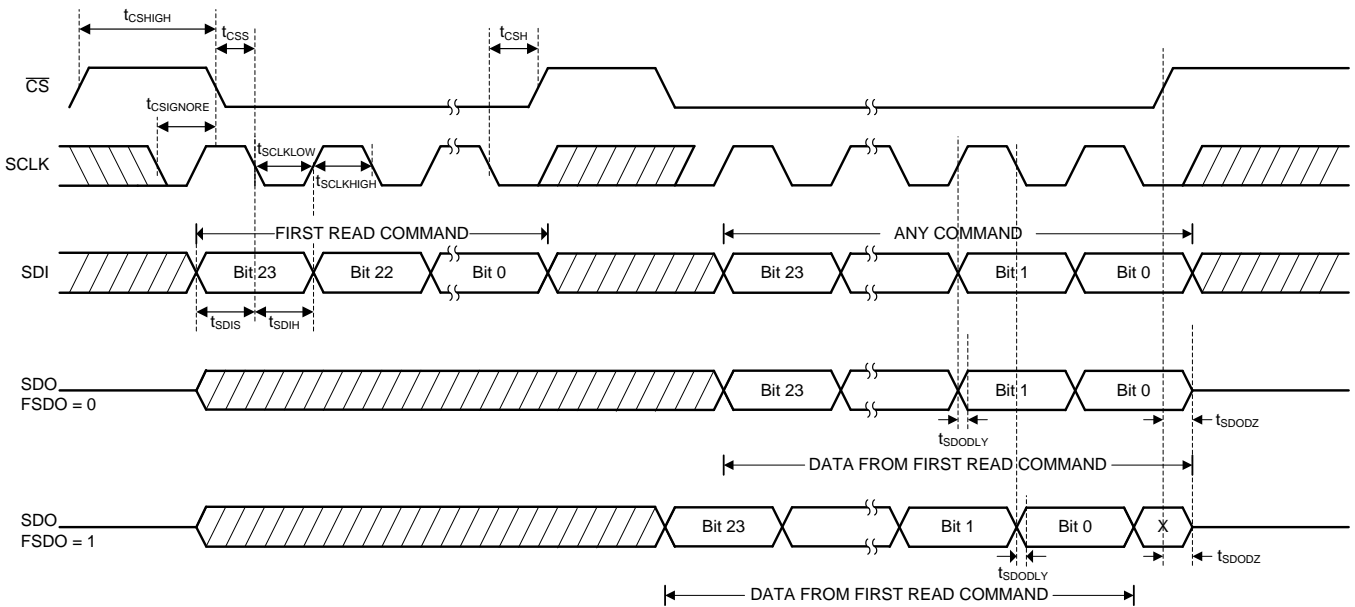 tCSHIGH
tCSS
tCSH
CS
tCSIGNORE
SCLK
tSCLKLOW
tSCLKHIGH
FIRST READ COMMAND
ANY COMMAND
SDI
Bit 23
Bit 22
Bit 0
Bit 23
Bit 1
Bit 0
tSDIS
tSDIH
SDO
FSDO = 0
Bit 23
Bit 1
Bit 0
tSDODLY
tSDODZ
DATA FROM FIRST READ COMMAND
SDO
FSDO = 1
Bit 23
Bit 1
Bit 0
X
tSDODLY
tSDODZ
DATA FROM FIRST READ COMMAND